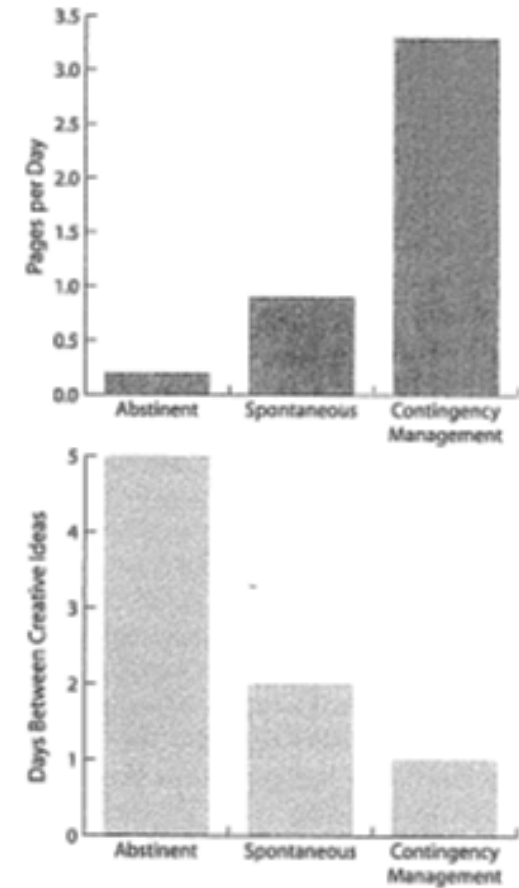 Pages per Day
3.5
3.0
2.5
2.0
1.5
1.0
0.5
0.0
Abstinent Spontaneous Contingency
Management
Days Between Creative Ideas
5
4
3
2
1
0
Abstinent Spontaneous Contingency
Management